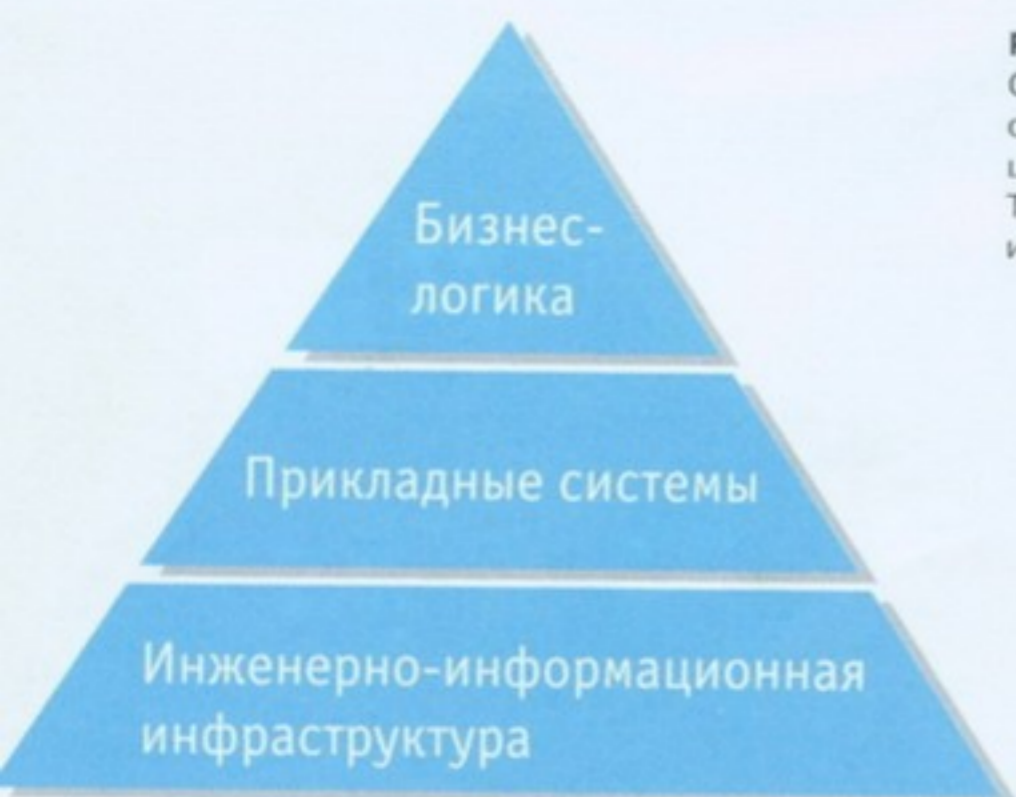 Бизнес-
логика
Прикладные системы
Инженерно-информационная
инфраструктура